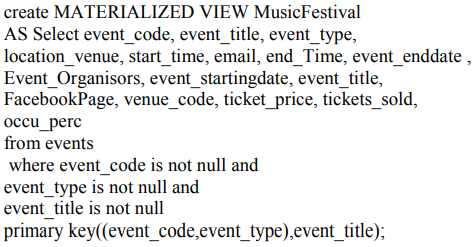 create MATERIALIZED VIEW MusicFestival
AS Select event_code, event_title, event_type,
location_venue, start_time, email, end_Time, event_enddate ,
Event_Organisors, event_startingdate, event_title,
FacebookPage, venue_code, ticket_price, tickets_sold,
occu_perc
from events
where event_code is not null and
event_type is not null and
event_title is not null
primary key((event_code,event_type),event_title);